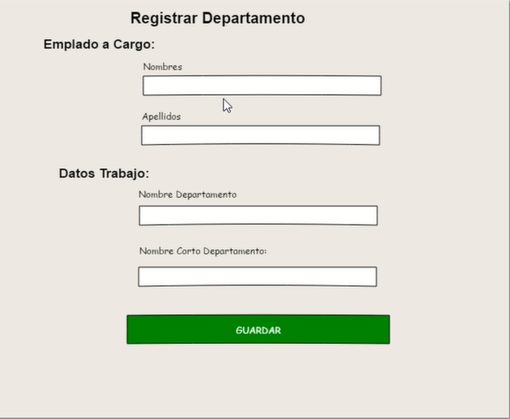 Registrar Departamento
Emplado a Cargo:
Nombres
Apellidos
Datos Trabajo:
Nombre Departamento
Nombre Corto Departamento:
GUARDAR